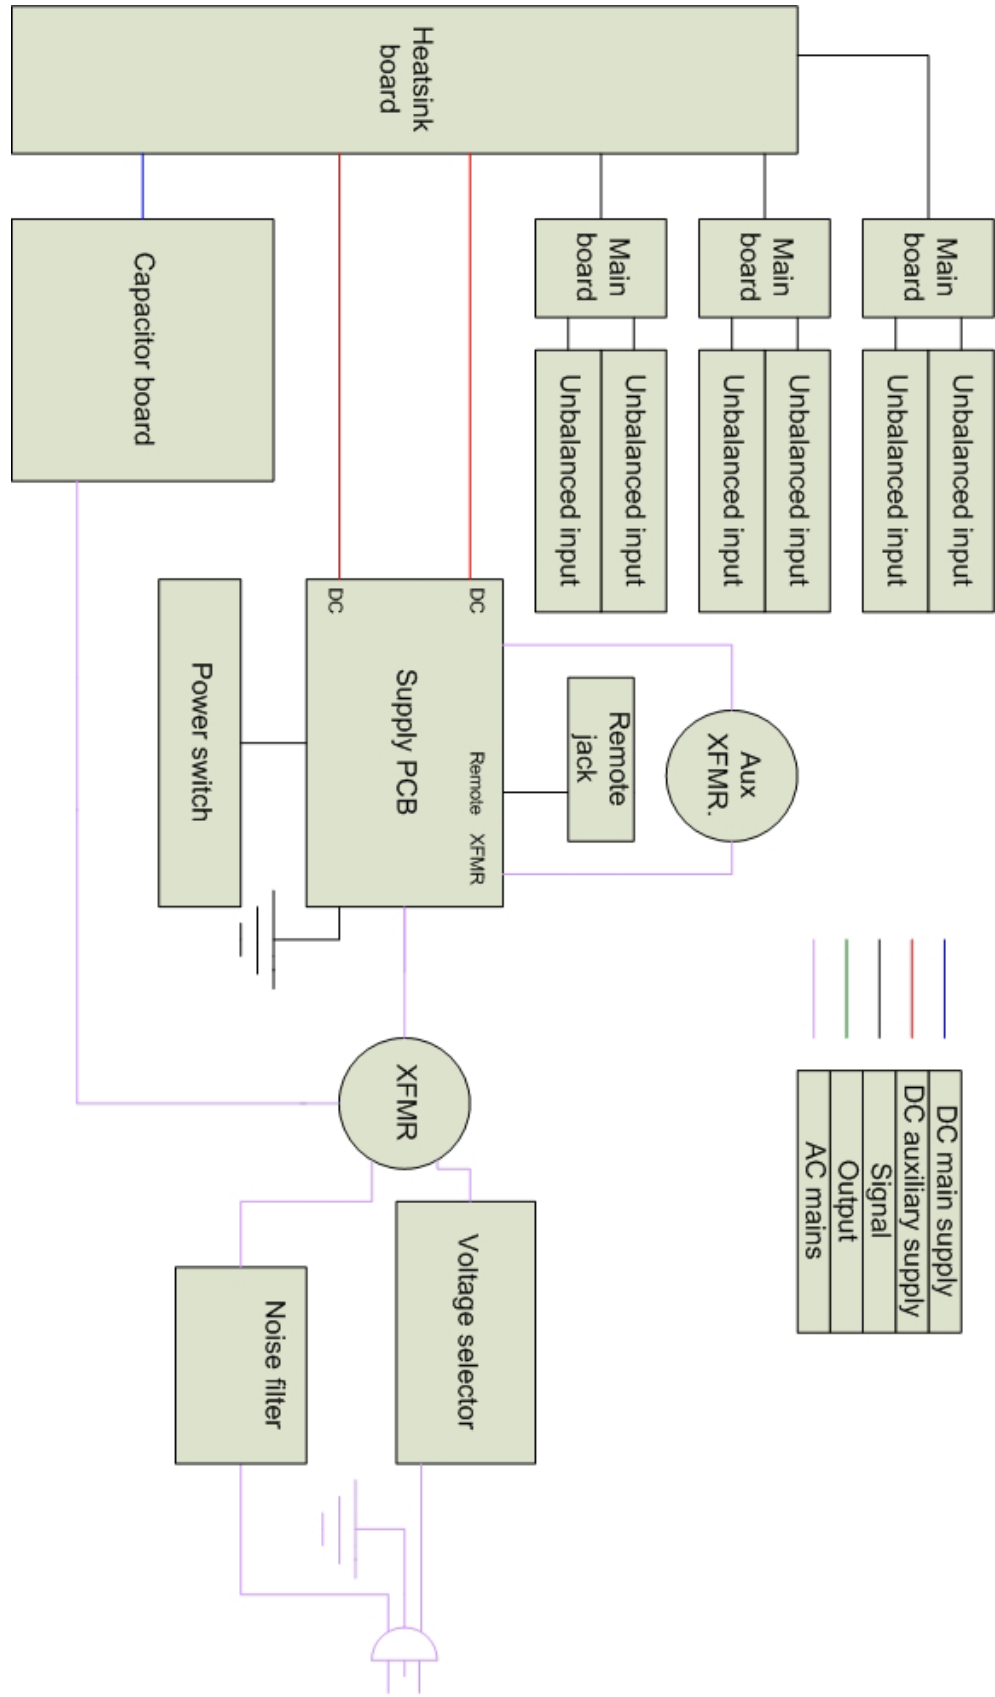 Heatsink
board
Main
board
Main
board
Main
board
Unbalanced input
Unbalanced input
Unbalanced input
Unbalanced input
Unbalanced input
Unbalanced input
Capacitor board
DC
DC
Supply PCB
Remote
XFMR
Power switch
Remote
jack
Aux
XFMR.
XFMR
Voltage selector
Noise filter
DC main supply
DC auxiliary supply
Signal
Output
AC mains